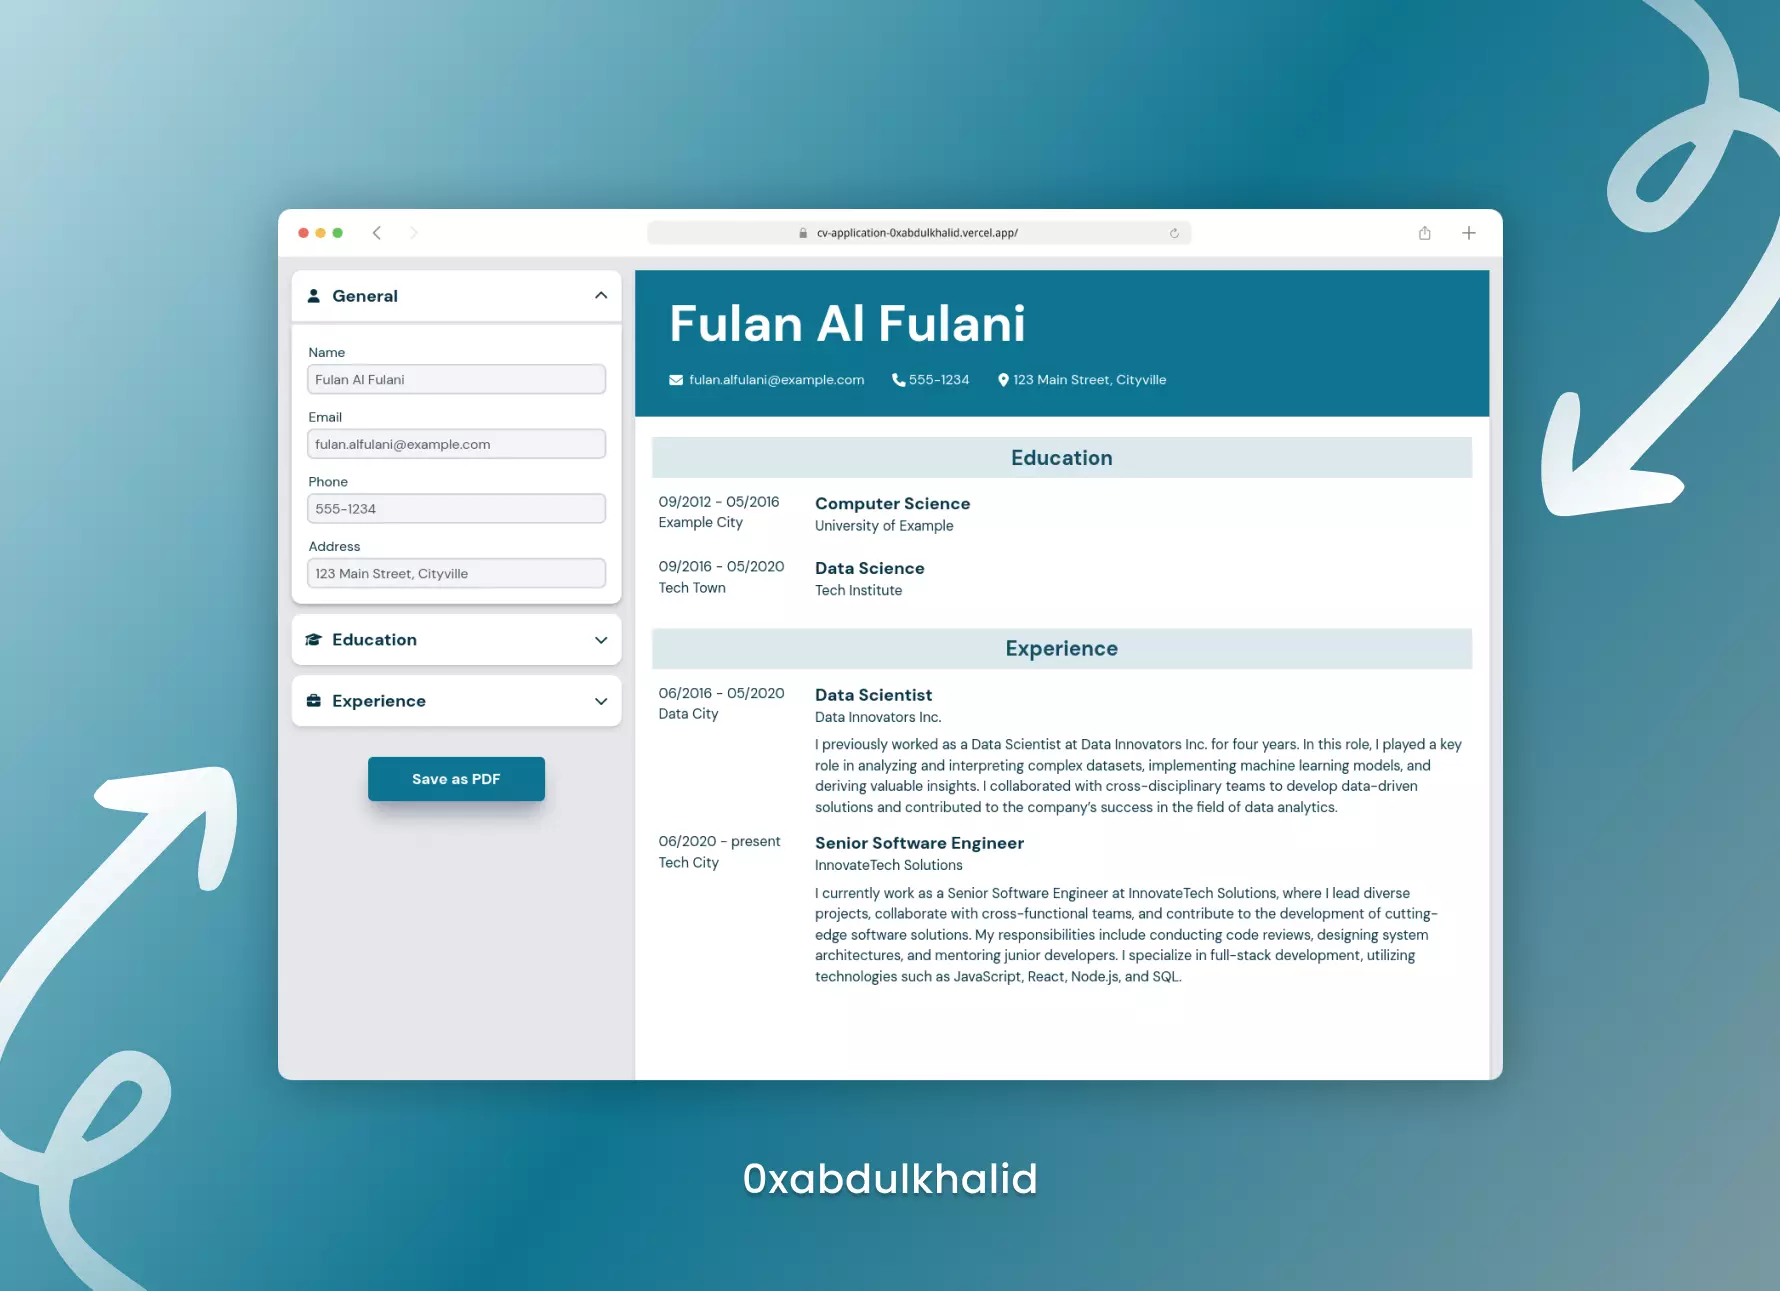 cv-application-0xabdulkhalid.vercel.app/
General
Name
Fulan Al Fulani
Email
fulan.alfulani@example.com
Phone
555-1234
Address
123 Main Street, Cityville
Education
Experience
Save as PDF
Fulan Al Fulani
fulan.alfulani@example.com 555-1234 123 Main Street, Cityville
Education
09/2012 - 05/2016
Example City
Computer Science
University of Example
09/2016 - 05/2020
Tech Town
Data Science
Tech Institute
Experience
06/2016 - 05/2020
Data City
Data Scientist
Data Innovators Inc.
I previously worked as a Data Scientist at Data Innovators Inc. for four years. In this role, I played a key
role in analyzing and interpreting complex datasets, implementing machine learning models, and
deriving valuable insights. I collaborated with cross-disciplinary teams to develop data-driven
solutions and contributed to the company's success in the field of data analytics.
06/2020 - present
Tech City
Senior Software Engineer
InnovateTech Solutions
I currently work as a Senior Software Engineer at InnovateTech Solutions, where I lead diverse
projects, collaborate with cross-functional teams, and contribute to the development of cutting-
edge software solutions. My responsibilities include conducting code reviews, designing system
architectures, and mentoring junior developers. I specialize in full-stack development, utilizing
technologies such as JavaScript, React, Node.js, and SQL.
0xabdulkhalid